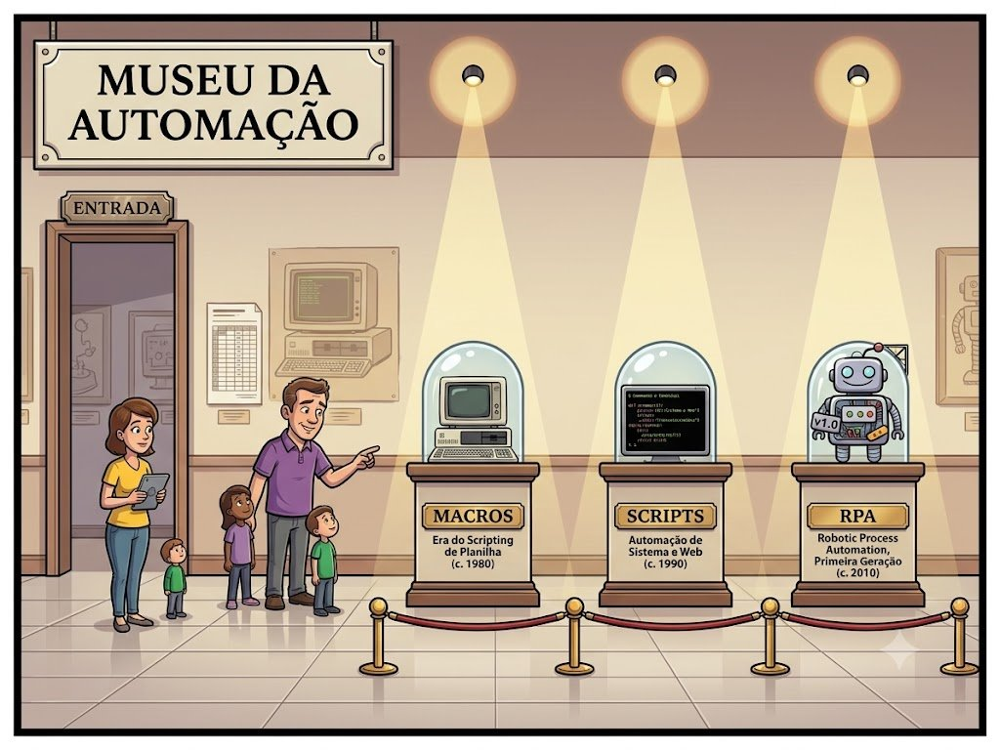 MUSEU DA
AUTOMAÇÃO
ENTRADA
MACROS
Era do Scripting
de Planilha
(c. 1980)
SCRIPTS
Automação de
Sistema e Web
(c. 1990)
v1.0
RPA
Robotic Process
Automation,
Primeira Geração
(c. 2010)